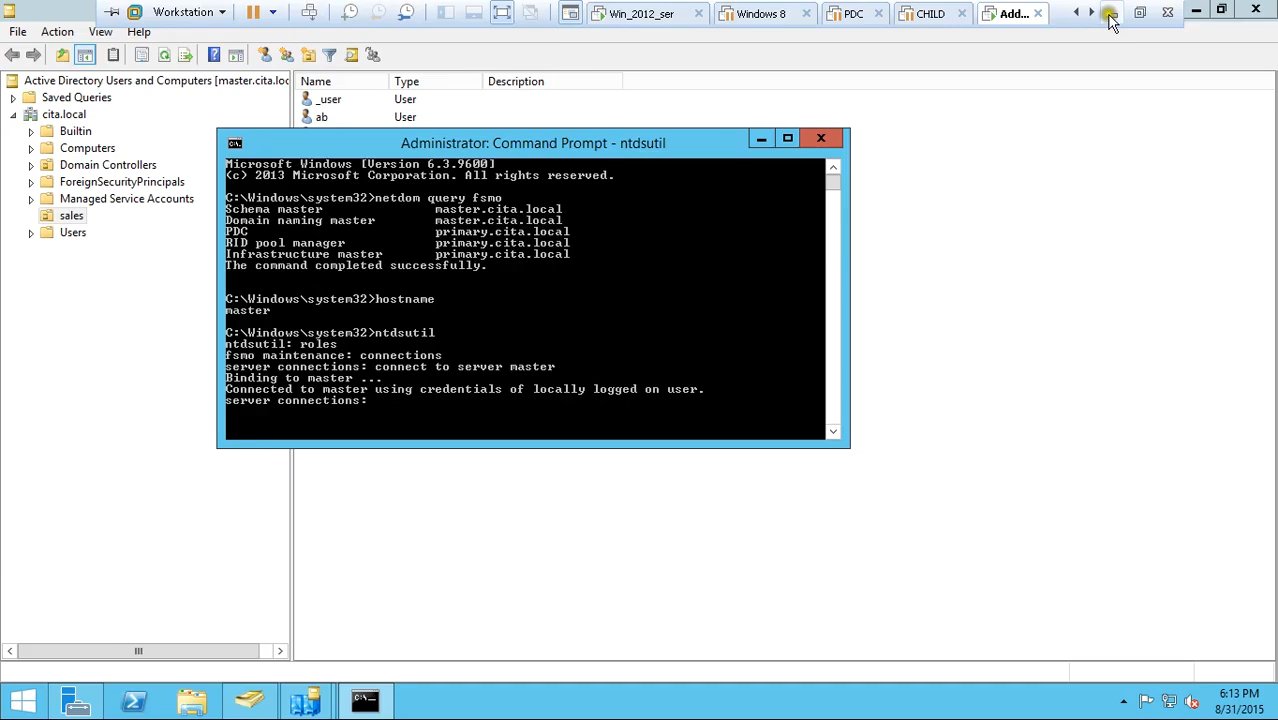 Workstation
Win_2012_ser
Windows 8
PDC
CHILD
Add...
File Action View Help
Active Directory Users and Computers [master.cita.loc
Saved Queries
cita.local
Builtin
Computers
Domain Controllers
ForeignSecurityPrincipals
Managed Service Accounts
sales
Users
Name Type Description
_user User
ab User
Administrator: Command Prompt - ntdsutil
Microsoft Windows [Version 6.3.9600]
(c) 2013 Microsoft Corporation. All rights reserved.
C:\Windows\system32>netdom query fsmo
Schema master master.cita.local
Domain naming master master.cita.local
PDC primary.cita.local
RID pool manager primary.cita.local
Infrastructure master primary.cita.local
The command completed successfully.
C:\Windows\system32>hostname
master
C:\Windows\system32>ntdsutil
ntdsutil: roles
fsmo maintenance: connections
server connections: connect to server master
Binding to master ...
Connected to master using credentials of locally logged on user.
server connections:
6:13 PM
8/31/2015